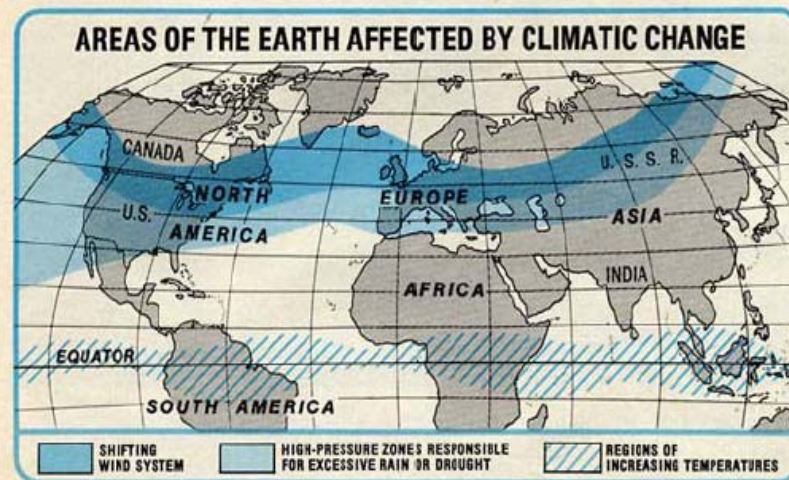 AREAS OF THE EARTH AFFECTED BY CLIMATIC CHANGE
CANADA
U.S.S.R.
NORTH
EUROPE
U.S.
ASIA
AMERICA
INDIA
AFRICA
EQUATOR
SOUTH AMERICA
SHIFTING
WIND SYSTEM
HIGH-PRESSURE ZONES RESPONSIBLE
FOR EXCESSIVE RAIN OR DROUGHT
REGIONS OF
INCREASING TEMPERATURES